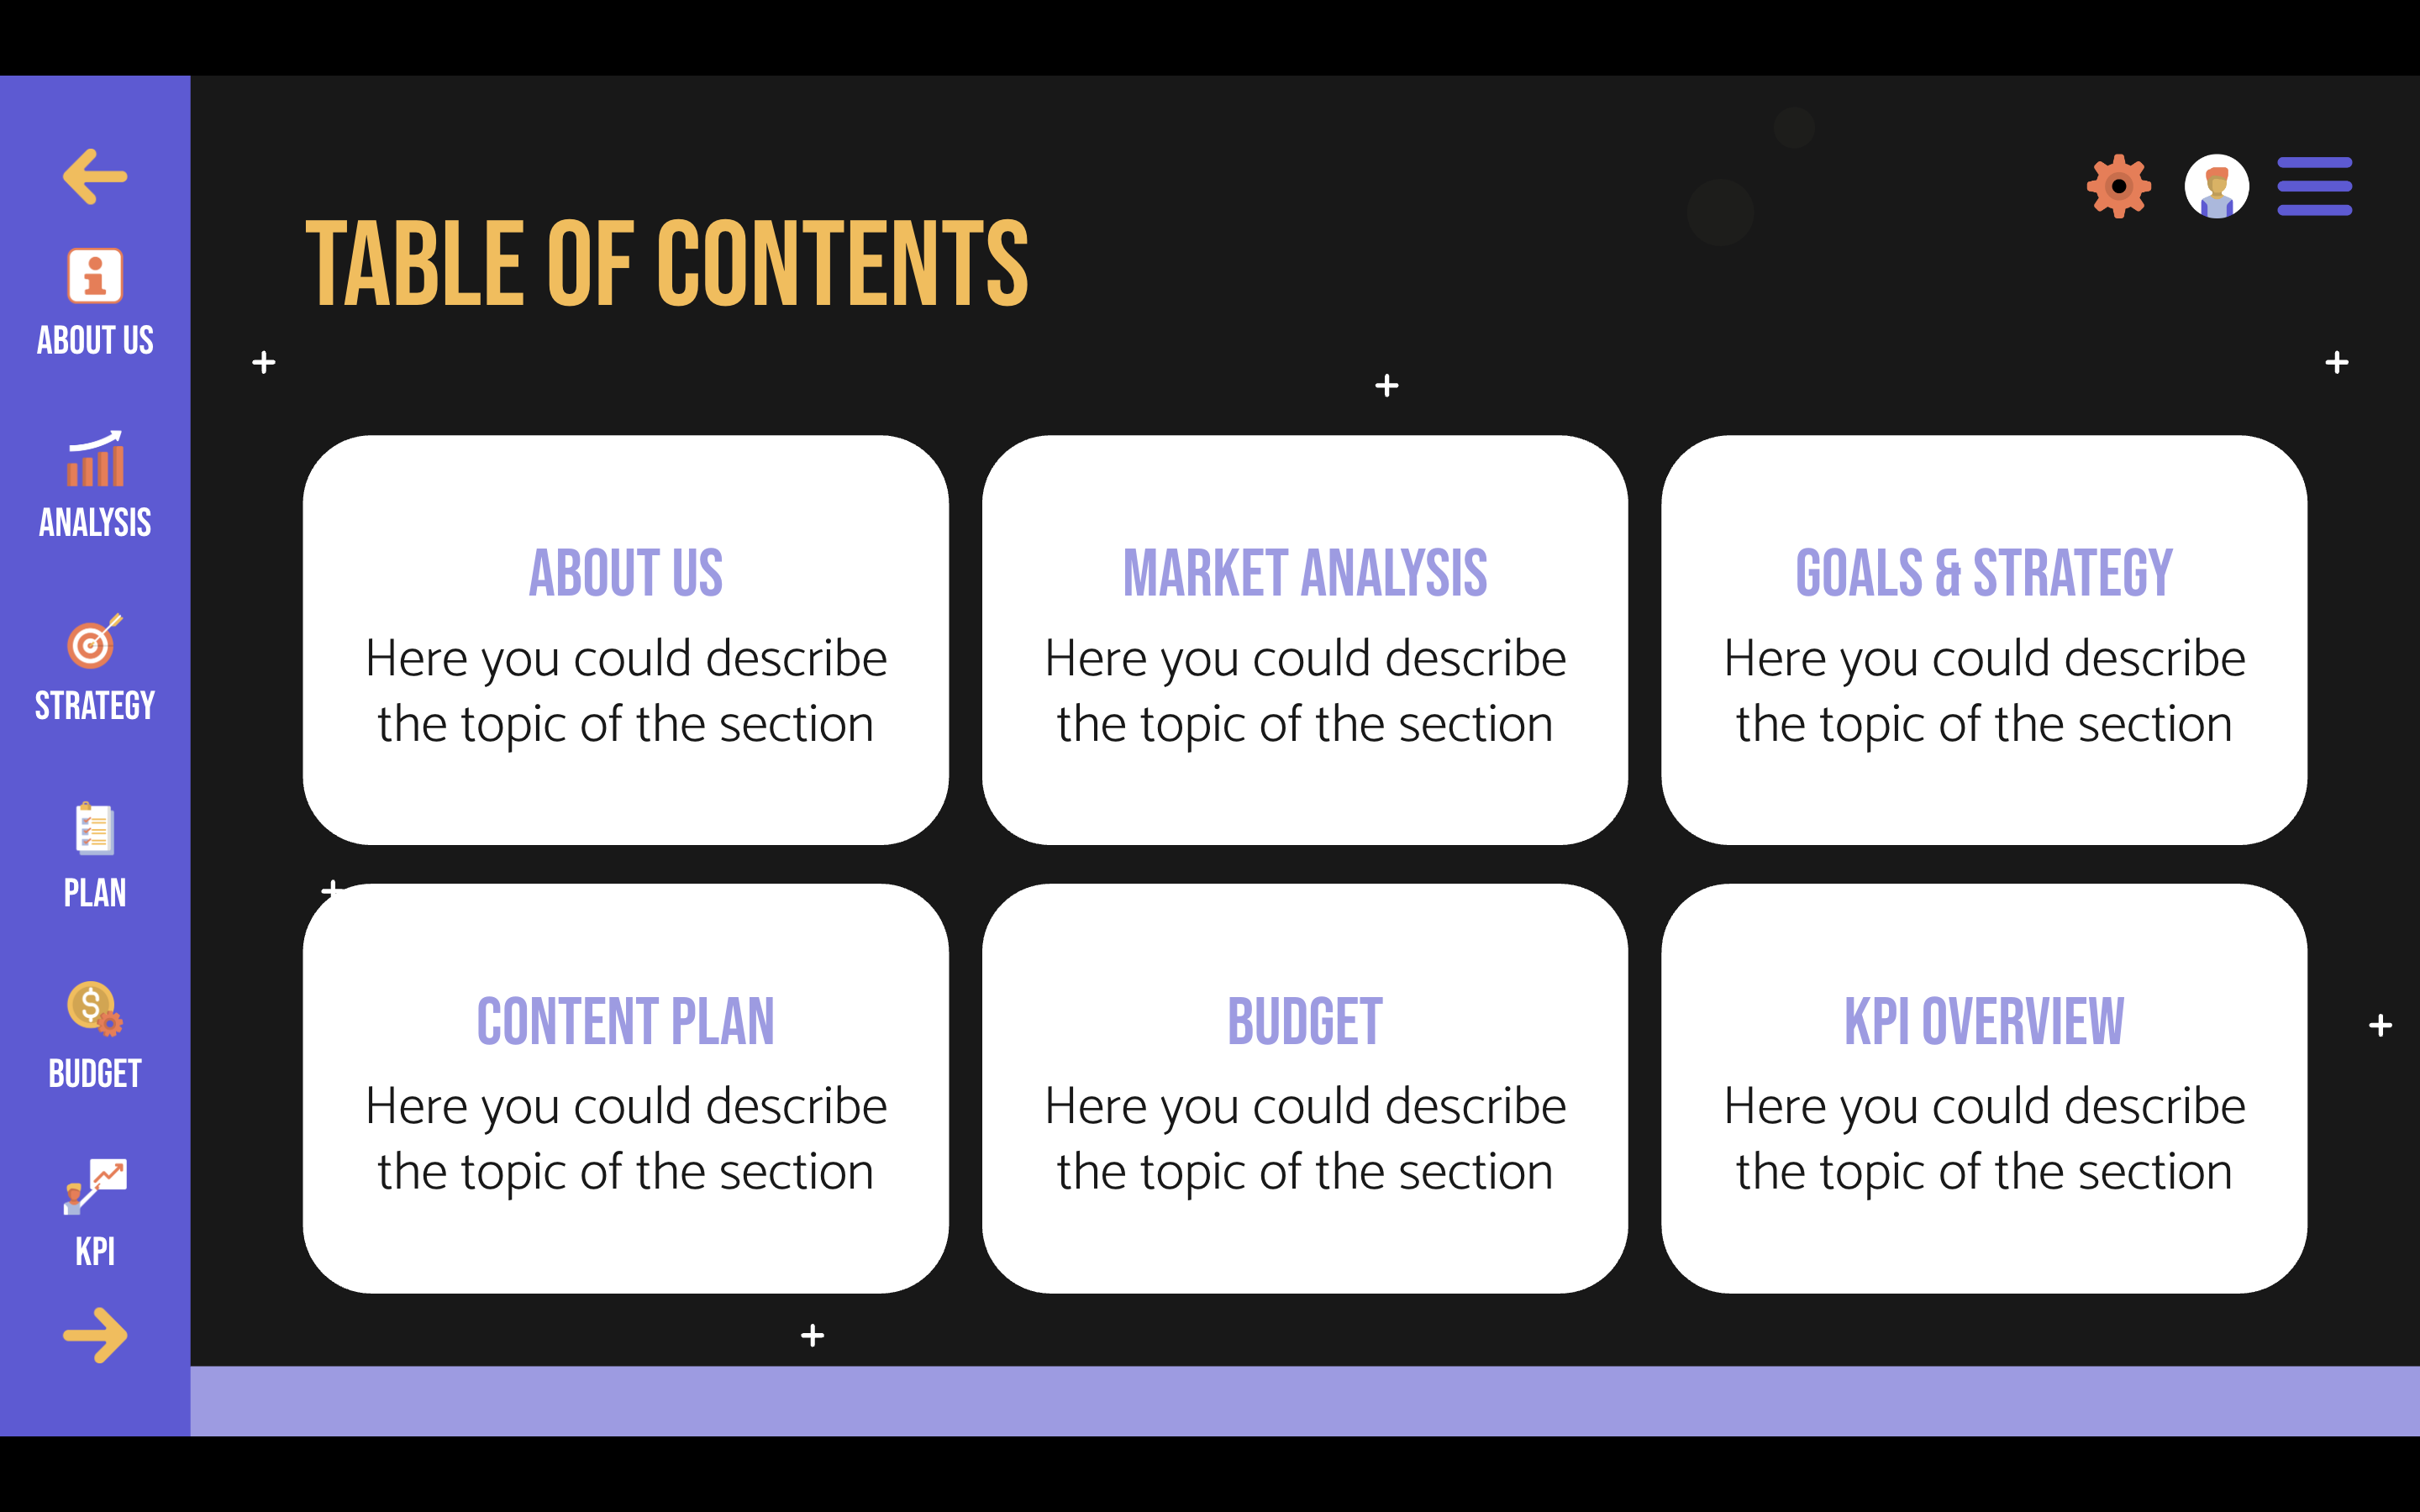 ABOUT US
ANALYSIS
STRATEGY
PLAN
BUDGET
KPI
TABLE OF CONTENTS
ABOUT US
Here you could describe
the topic of the section
MARKET ANALYSIS
Here you could describe
the topic of the section
GOALS & STRATEGY
Here you could describe
the topic of the section
CONTENT PLAN
Here you could describe
the topic of the section
BUDGET
Here you could describe
the topic of the section
KPI OVERVIEW
Here you could describe
the topic of the section